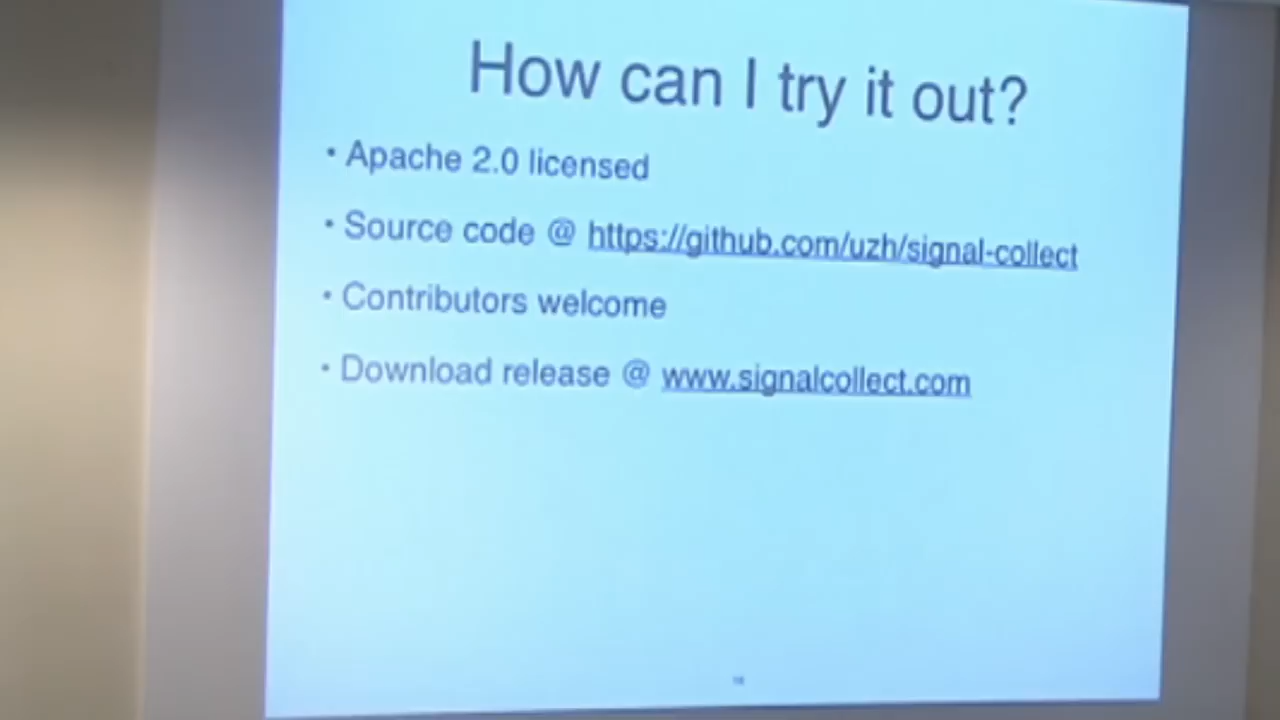 How can I try it out?
• Apache 2.0 licensed
• Source code @ https://github.com/uzh/signal-collect
• Contributors welcome
• Download release @ www.signalcollect.com